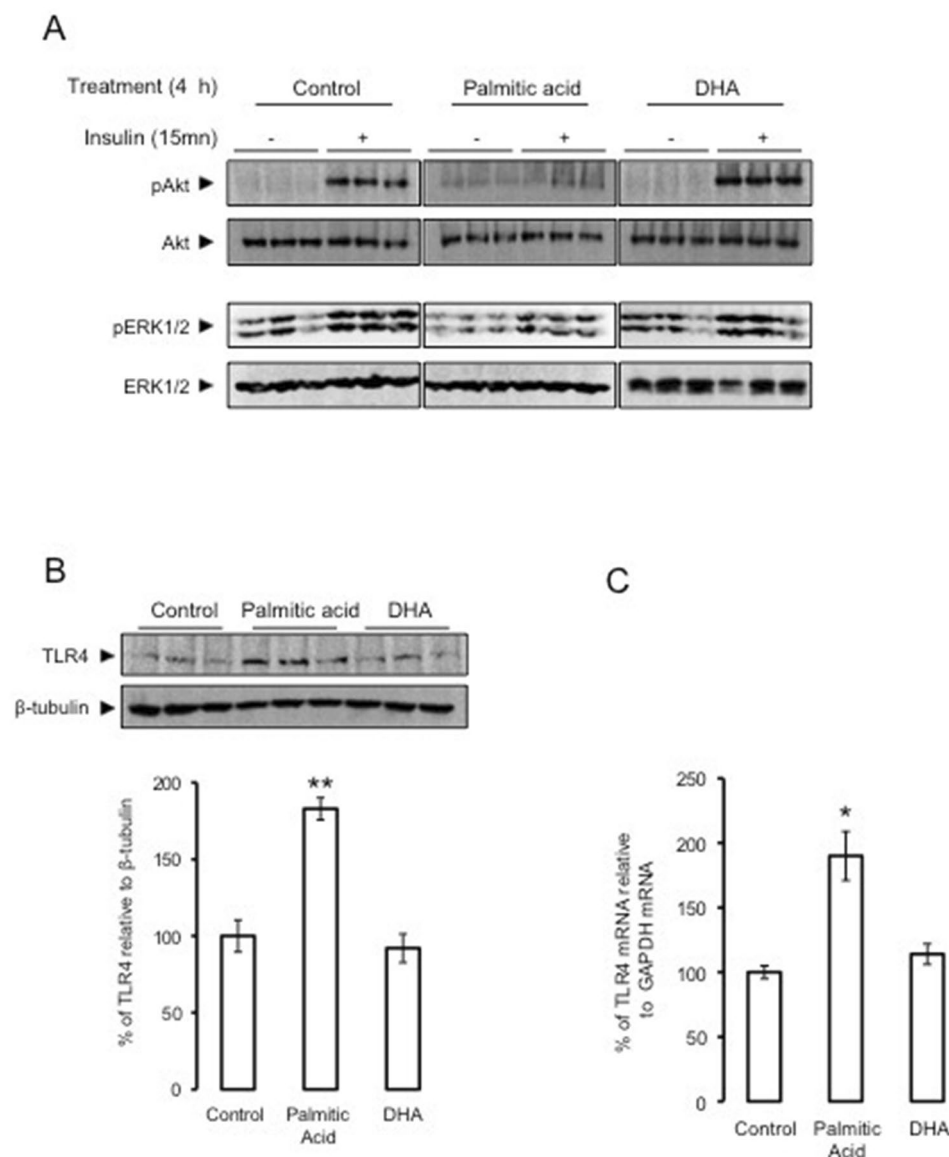 A
Treatment (4 h) Control Palmitic acid DHA
Insulin (15mn) - + - + - +
pAkt
Akt
pERK1/2
ERK1/2
B
Control Palmitic acid DHA
TLR4
β-tubulin
% of TLR4 relative to β-tubulin
200
150
100
50
0
**
Control Palmitic Acid DHA
C
% of TLR4 mRNA relative
to GAPDH mRNA
250
200
150
100
50
0
*
Control Palmitic Acid DHA